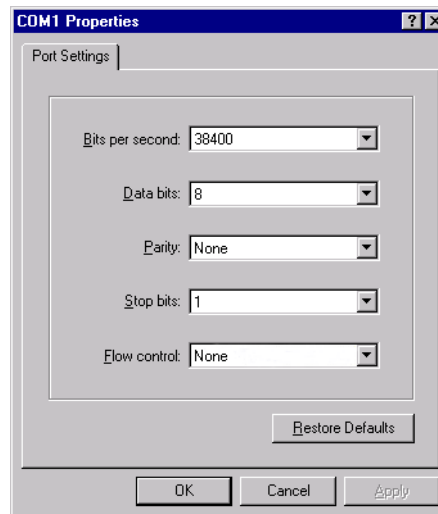 COM1 Properties
Port Settings
Bits per second: 38400
Data bits: 8
Parity: None
Stop bits: 1
Flow control: None
Restore Defaults
OK Cancel Apply